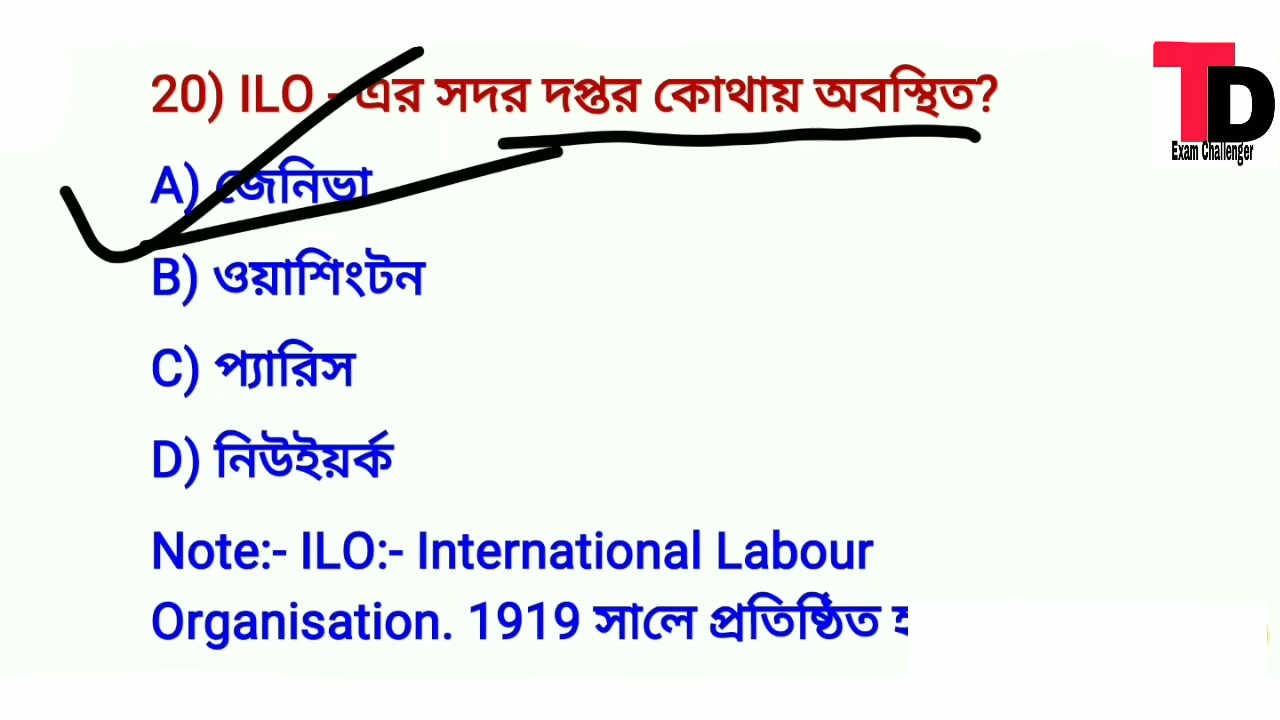 20) ILO - এর সদর দপ্তর কোথায় অবস্থিত?
TD
Exam Challenger
A) জেনিভা
B) ওয়াশিংটন
C) প্যারিস
D) নিউইয়র্ক
Note:- ILO:- International Labour
Organisation. 1919 সালে প্রতিষ্ঠিত